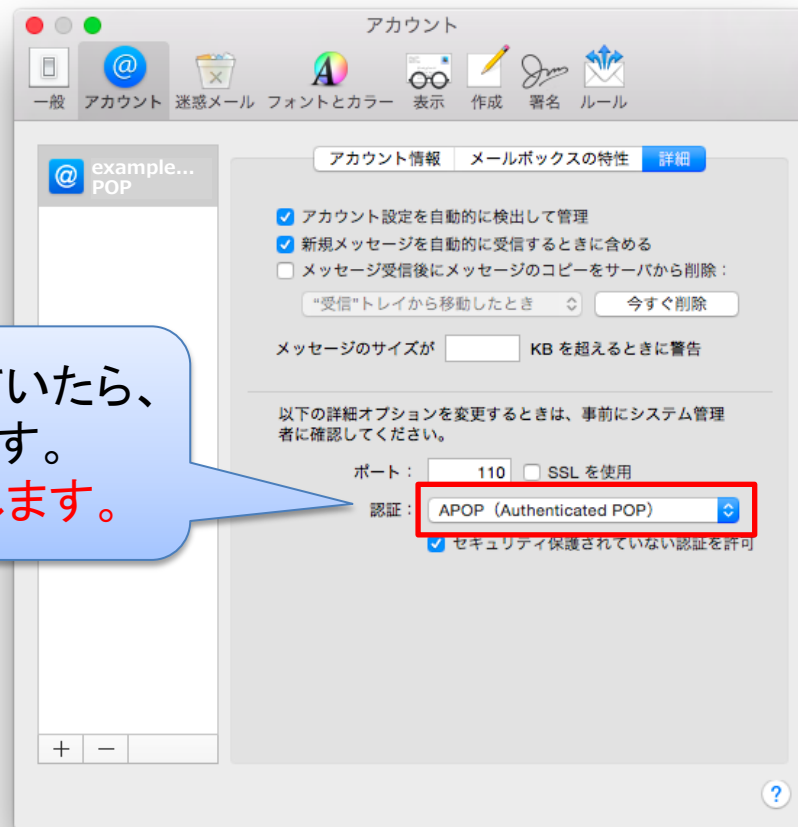 アカウント
一般 アカウント 迷惑メール フォントとカラー 表示 作成 署名 ルール
example...
POP
アカウント情報 メールボックスの特性 詳細
アカウント設定を自動的に検出して管理
新規メッセージを自動的に受信するときに含める
メッセージ受信後にメッセージのコピーをサーバから削除：
"受信"トレイから移動したとき 今すぐ削除
メッセージのサイズが KB を超えるときに警告
以下の詳細オプションを変更するときは、事前にシステム管理
者に確認してください。
ポート： 110 SSL を使用
認証： APOP（Authenticated POP）
セキュリティ保護されていない認証を許可
いたら、
す。
ます。
+ −
?